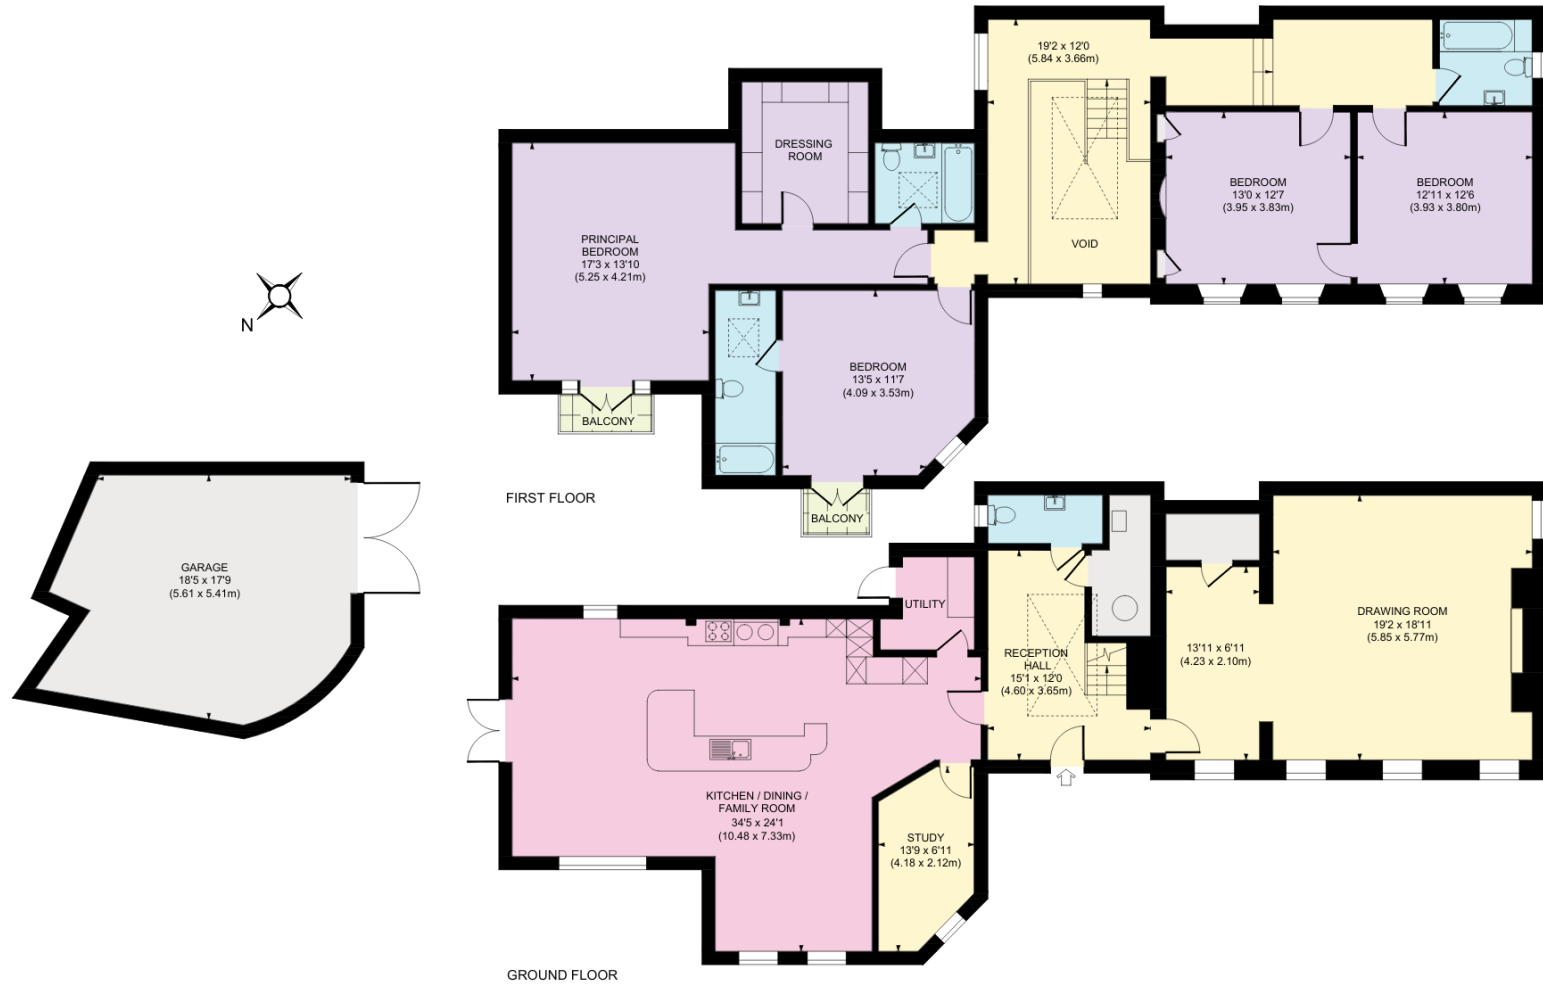 19'2 x 12'0
(5.84 x 3.66m)
DRESSING
ROOM
BEDROOM
13'0 x 12'7
(3.95 x 3.83m)
BEDROOM
12'11 x 12'6
(3.93 x 3.80m)
PRINCIPAL
BEDROOM
17'3 x 13'10
(5.25 x 4.21m)
VOID
N
BEDROOM
13'5 x 11'7
(4.09 x 3.53m)
BALCONY
FIRST FLOOR
BALCONY
GARAGE
18'5 x 17'9
(5.61 x 5.41m)
UTILITY
DRAWING ROOM
19'2 x 18'11
(5.85 x 5.77m)
RECEPTION
HALL
15'1 x 12'0
(4.60 x 3.65m)
13'11 x 6'11
(4.23 x 2.10m)
KITCHEN / DINING /
FAMILY ROOM
34'5 x 24'1
(10.48 x 7.33m)
STUDY
13'9 x 6'11
(4.18 x 2.12m)
GROUND FLOOR